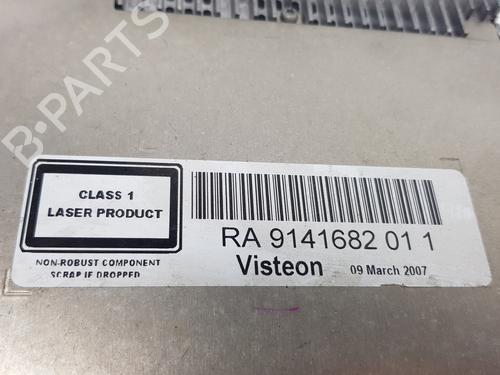 B-PARTS
CLASS 1
LASER PRODUCT
NON-ROBUST COMPONENT
SCRAP IF DROPPED
RA 9141682 01 1
Visteon 09 March 2007